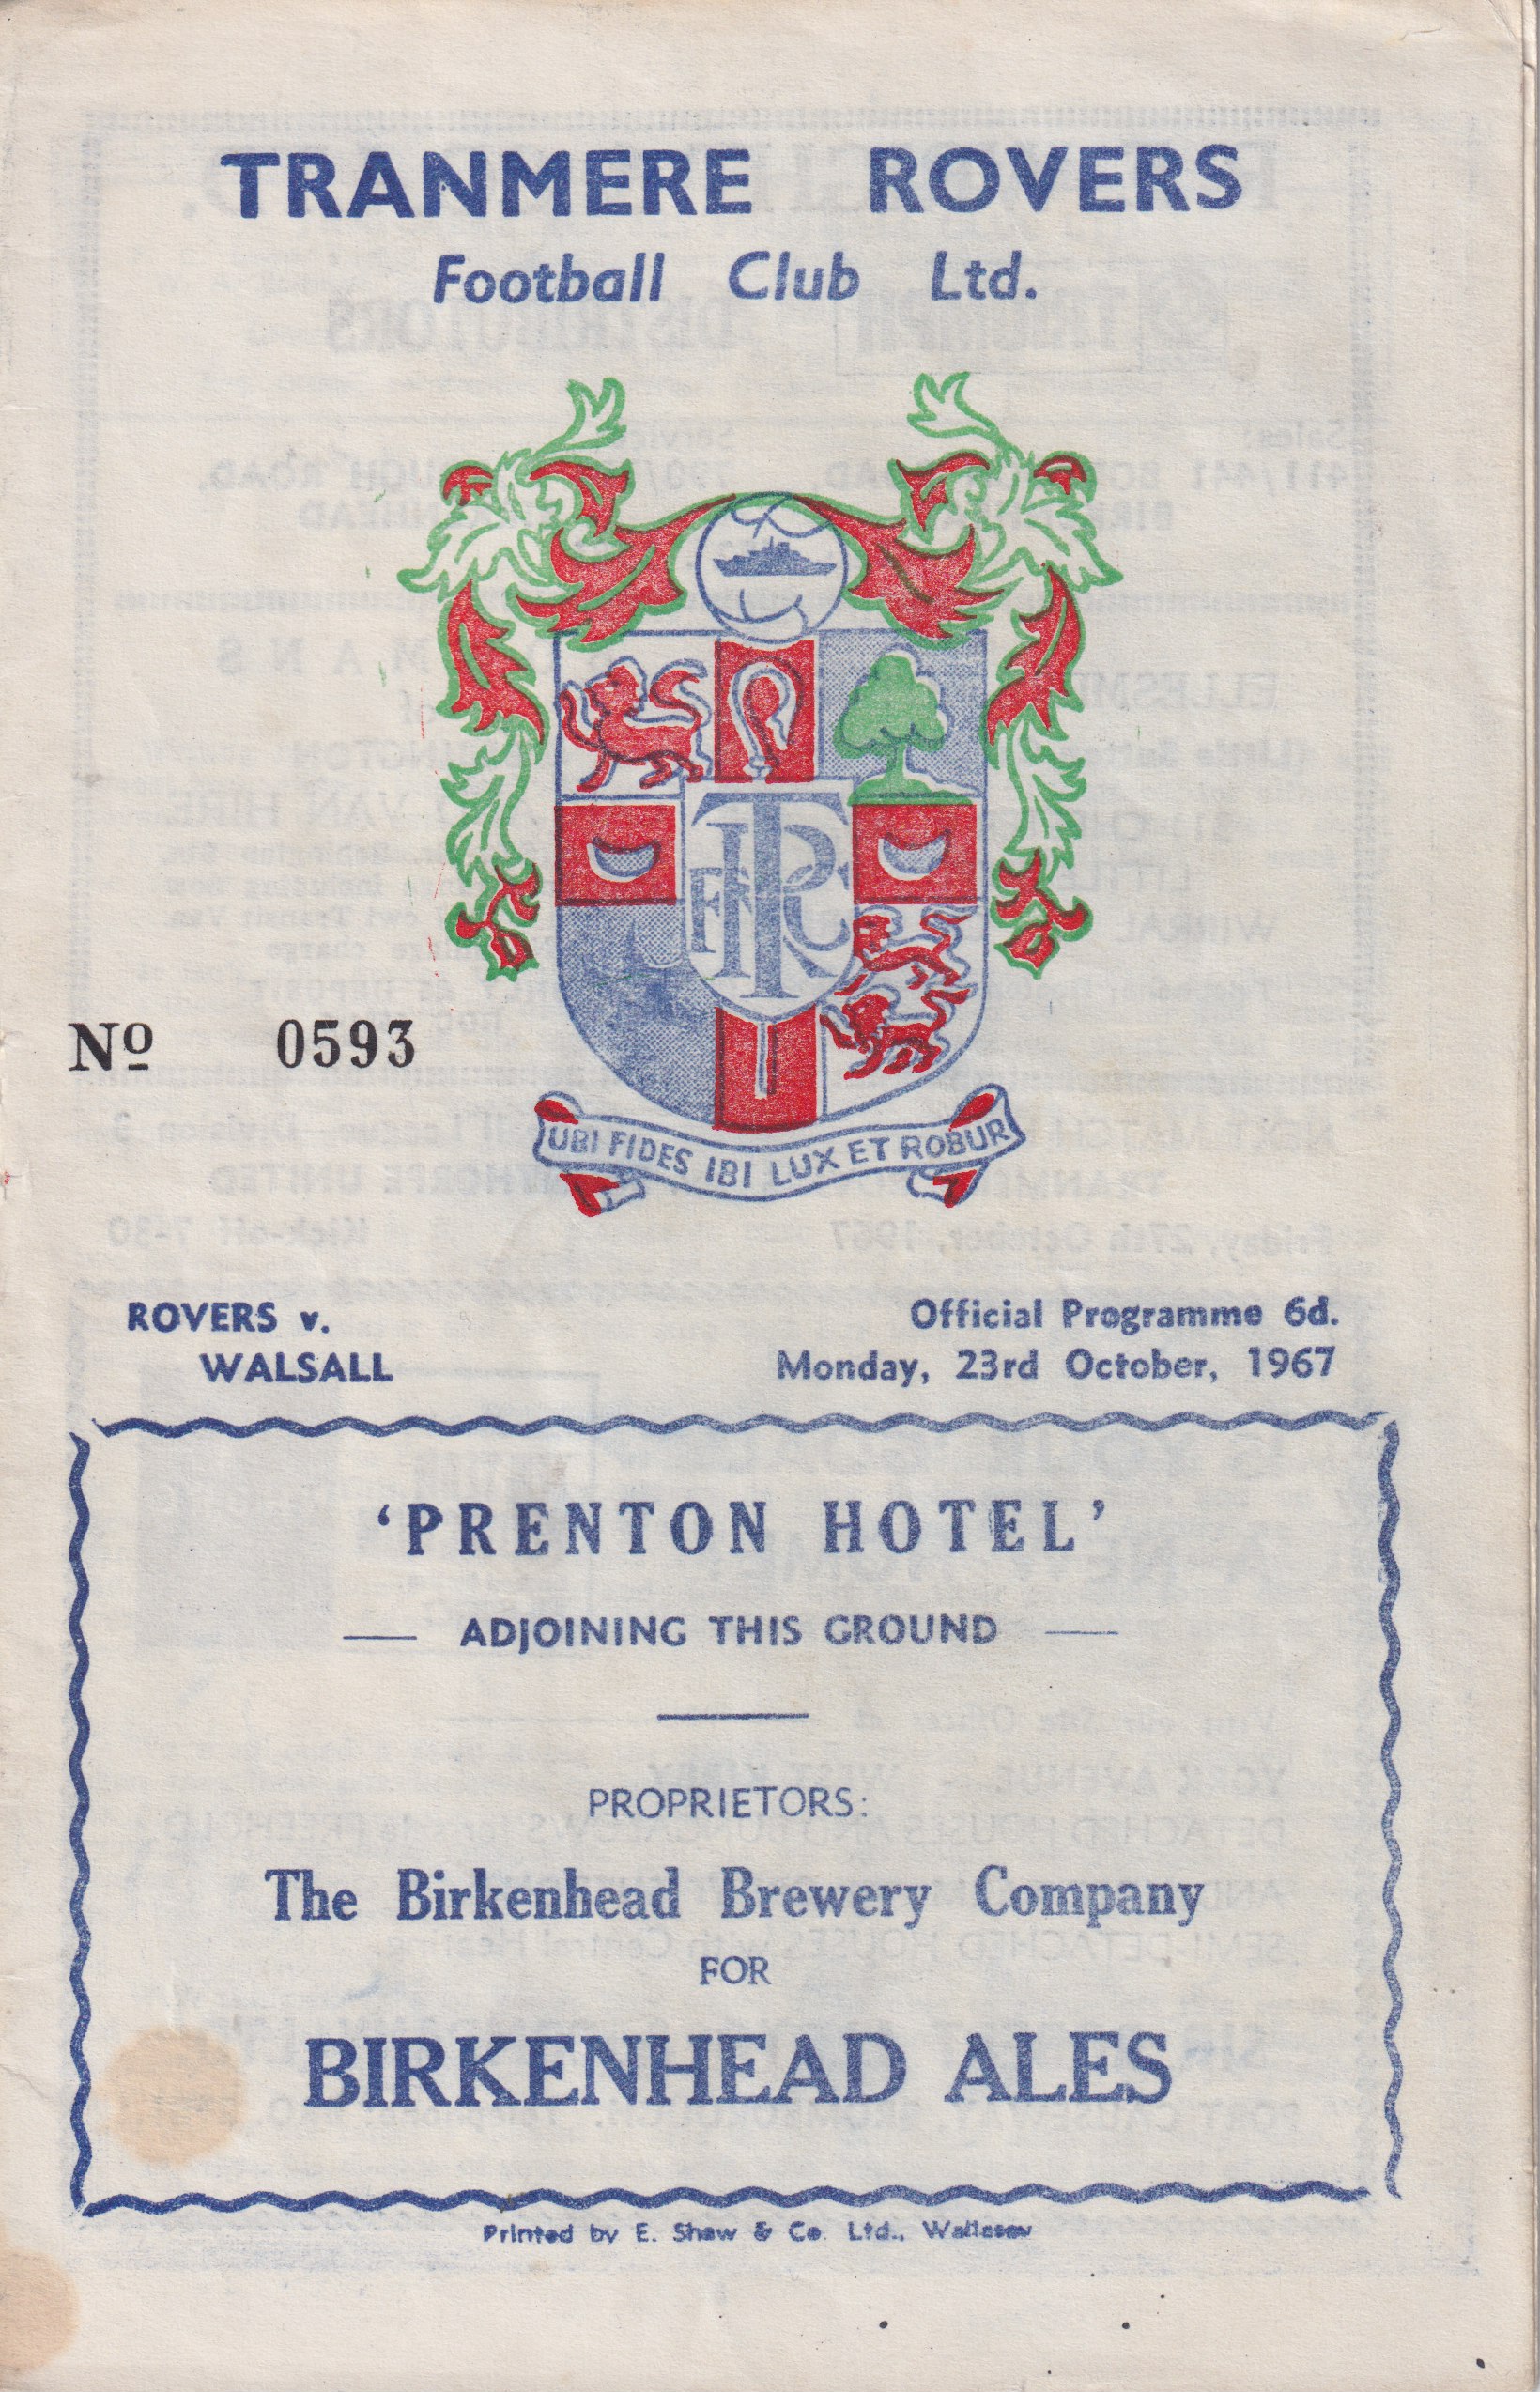 TRANMERE ROVERS
Football Club Ltd.
TRFC
No 0593
UBI FIDES IBI LUX ET ROBUR
ROVERS v.
WALSALL
Official Programme 6d.
Monday, 23rd October, 1967
‘PRENTON HOTEL’
— ADJOINING THIS GROUND —
PROPRIETORS:
The Birkenhead Brewery Company
FOR
BIRKENHEAD ALES
Printed by E. Shaw & Co. Ltd., Wallasey